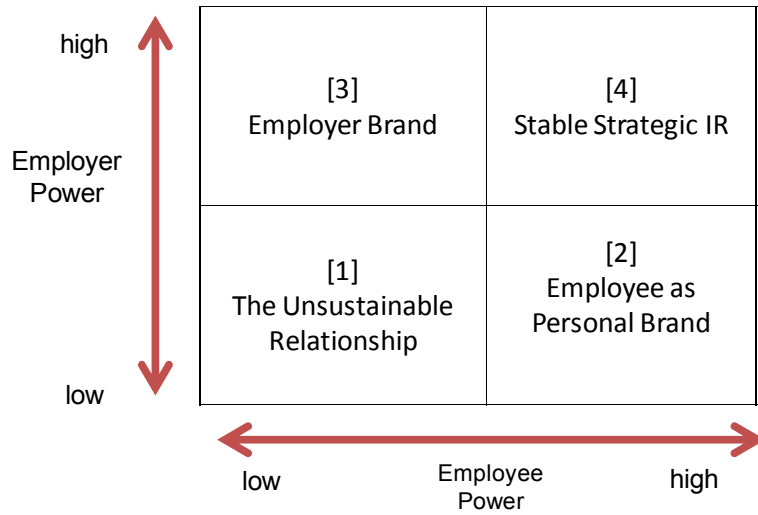 high
Employer
Power
low
[3]
Employer Brand
[4]
Stable Strategic IR
[1]
The Unsustainable
Relationship
[2]
Employee as
Personal Brand
low
Employee
Power
high